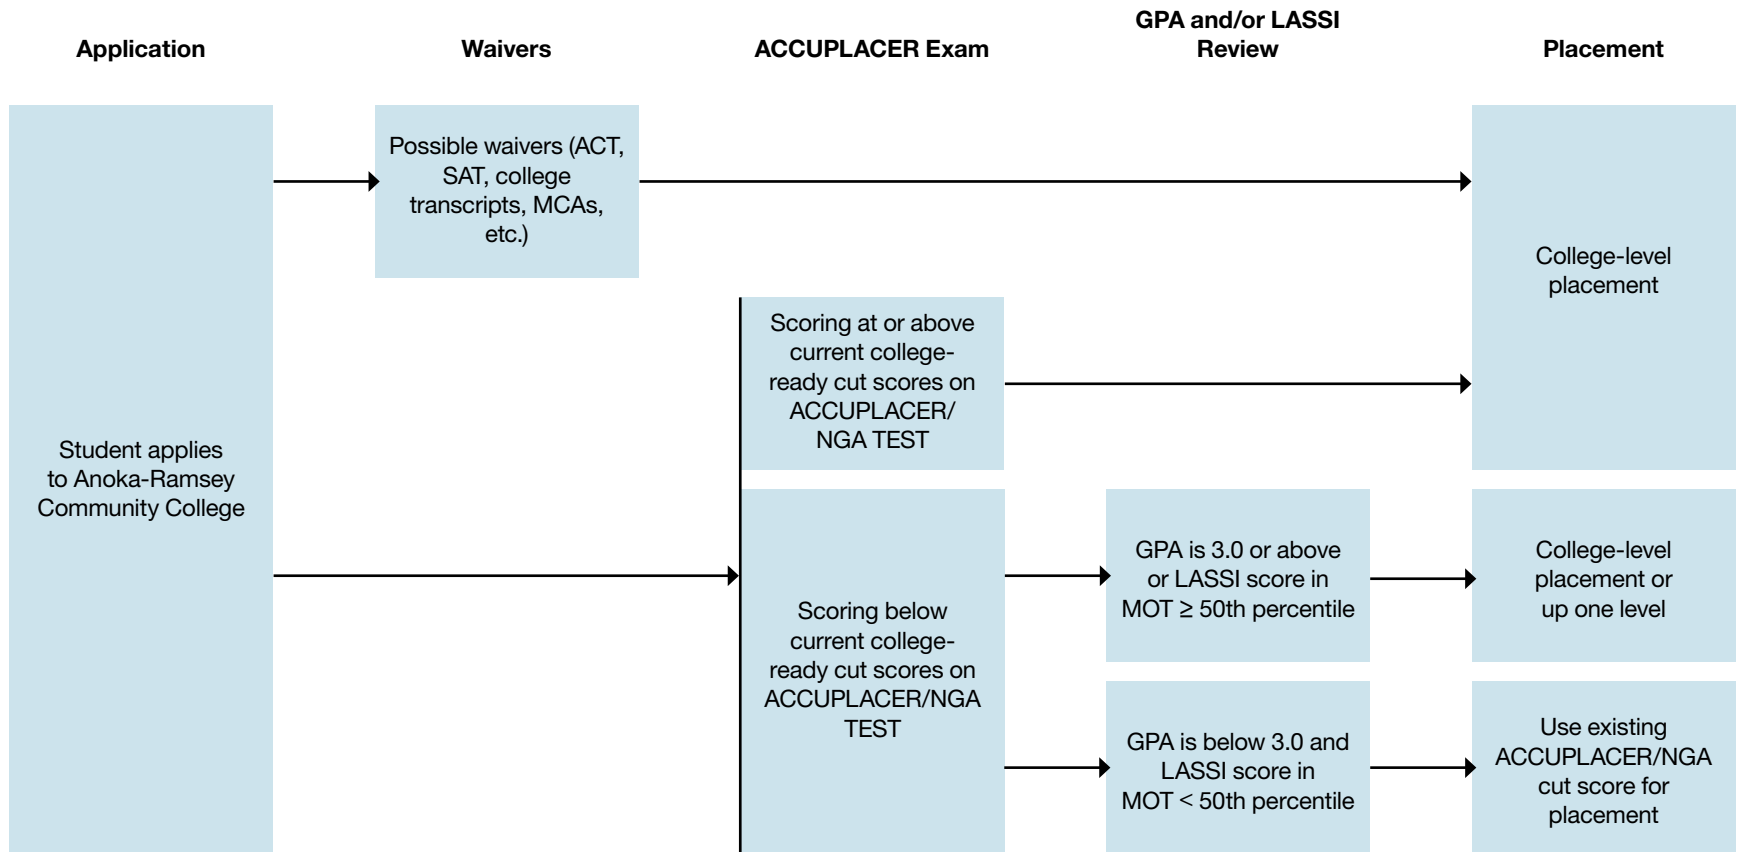 Application
Waivers
ACCUPLACER Exam
GPA and/or LASSI
Review
Placement
Student applies
to Anoka-Ramsey
Community College
Possible waivers (ACT,
SAT, college
transcripts, MCAs,
etc.)
Scoring at or above
current college-
ready cut scores on
ACCUPLACER/
NGA TEST
Scoring below
current college-
ready cut scores on
ACCUPLACER/NGA
TEST
GPA is 3.0 or above
or LASSI score in
MOT ≥ 50th percentile
GPA is below 3.0 and
LASSI score in
MOT < 50th percentile
College-level
placement
College-level
placement or
up one level
Use existing
ACCUPLACER/NGA
cut score for
placement